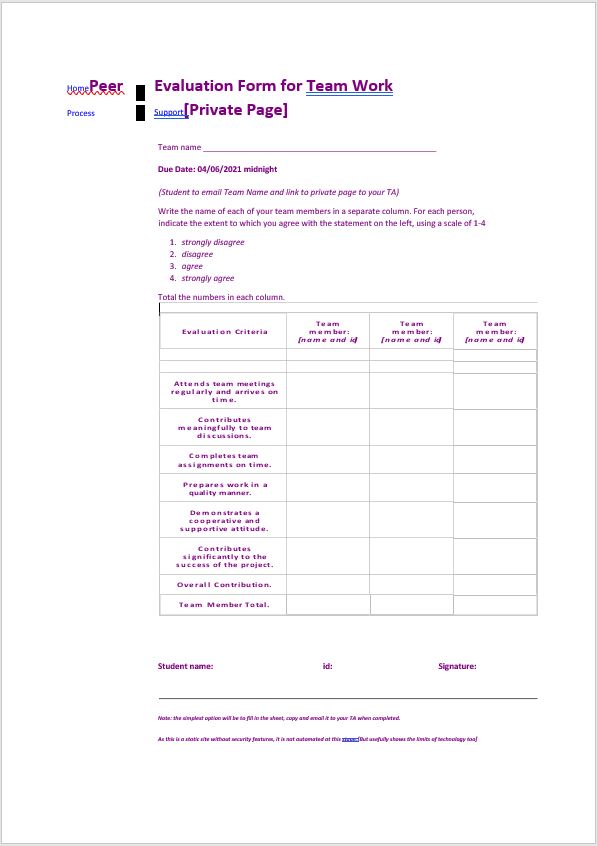 Home Peer Evaluation Form for Team Work
Process Support [Private Page]
Team name ___________________________________________________
Due Date: 04/06/2021 midnight
(Student to email Team Name and link to private page to your TA)
Write the name of each of your team members in a separate column. For each person,
indicate the extent to which you agree with the statement on the left, using a scale of 1-4
1. strongly disagree
2. disagree
3. agree
4. strongly agree
Total the numbers in each column.
Evaluation Criteria
Team
member:
[name and id]
Team
member:
[name and id]
Team
member:
[name and id]
Attends team meetings
regularly and arrives on
time.
Contributes
meaningfully to team
discussions.
Completes team
assignments on time.
Prepares work in a
quality manner.
Demonstrates a
cooperative and
supportive attitude.
Contributes
significantly to the
success of the project.
Overall Contribution.
Team Member Total.
Student name: id: Signature:
Note: the simplest option will be to fill in the sheet, copy and email it to your TA when completed.
As this is a static site without security features, it is not automated at this stage [But usefully shows the limits of technology too]